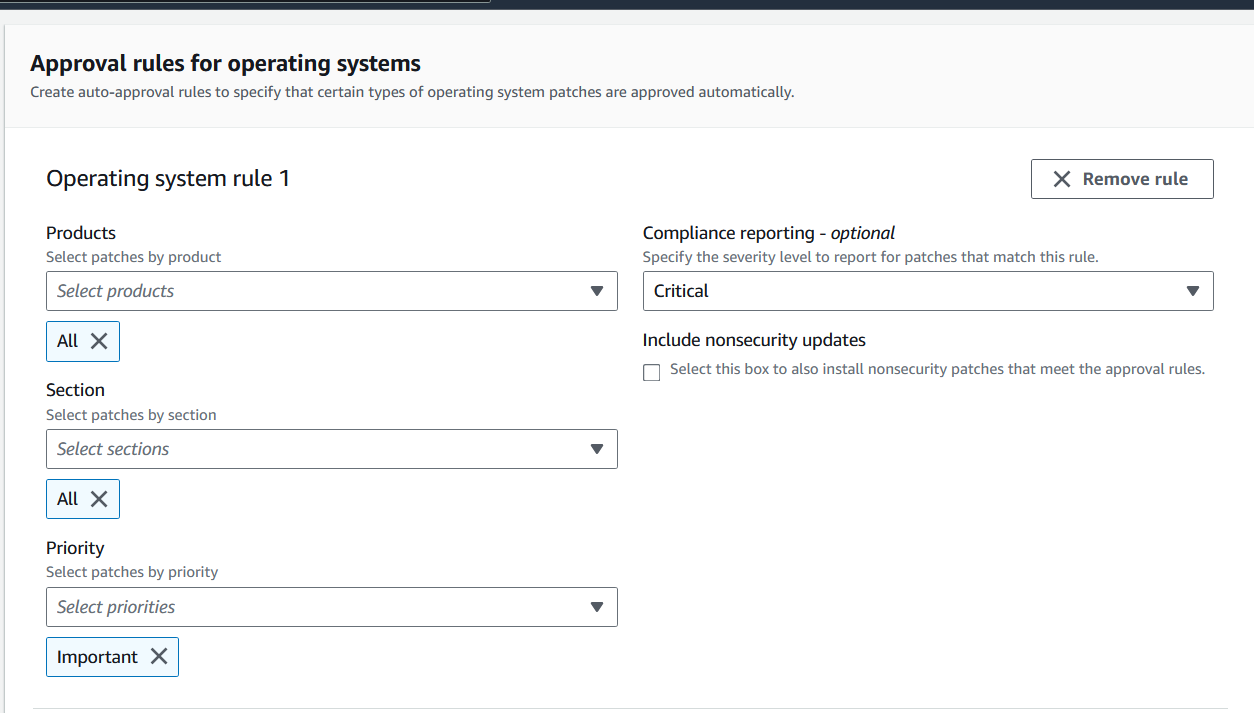 Approval rules for operating systems
Create auto-approval rules to specify that certain types of operating system patches are approved automatically.
Operating system rule 1
Remove rule
Products
Select patches by product
Select products
All
Section
Select patches by section
Select sections
All
Priority
Select patches by priority
Select priorities
Important
Compliance reporting - optional
Specify the severity level to report for patches that match this rule.
Critical
Include nonsecurity updates
Select this box to also install nonsecurity patches that meet the approval rules.